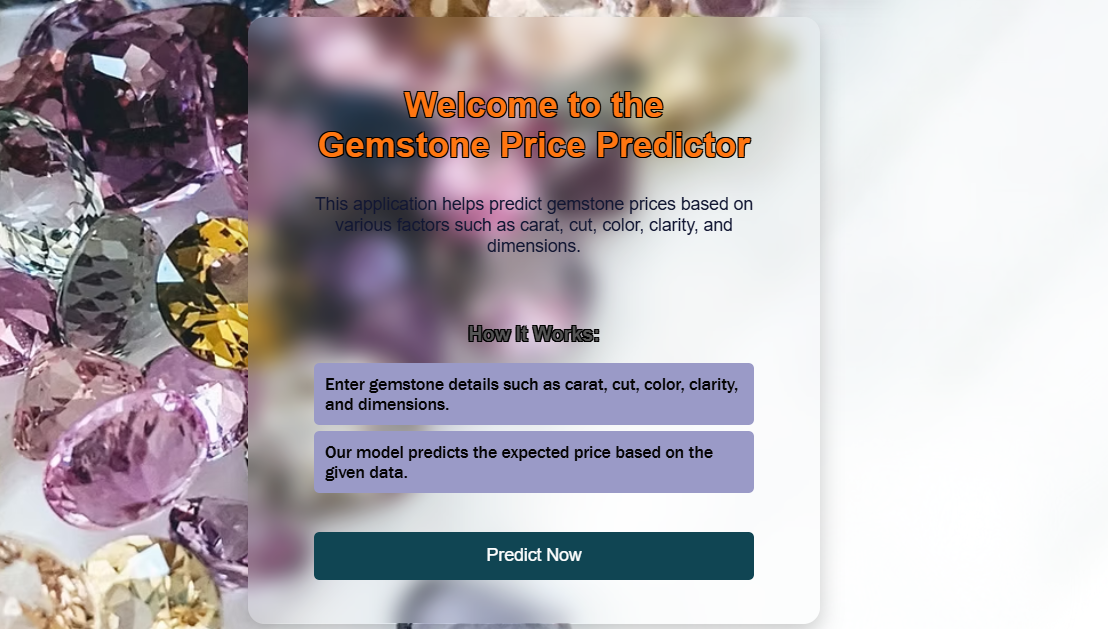 Welcome to the
Gemstone Price Predictor
This application helps predict gemstone prices based on
various factors such as carat, cut, color, clarity, and
dimensions.
How It Works:
Enter gemstone details such as carat, cut, color, clarity,
and dimensions.
Our model predicts the expected price based on the
given data.
Predict Now